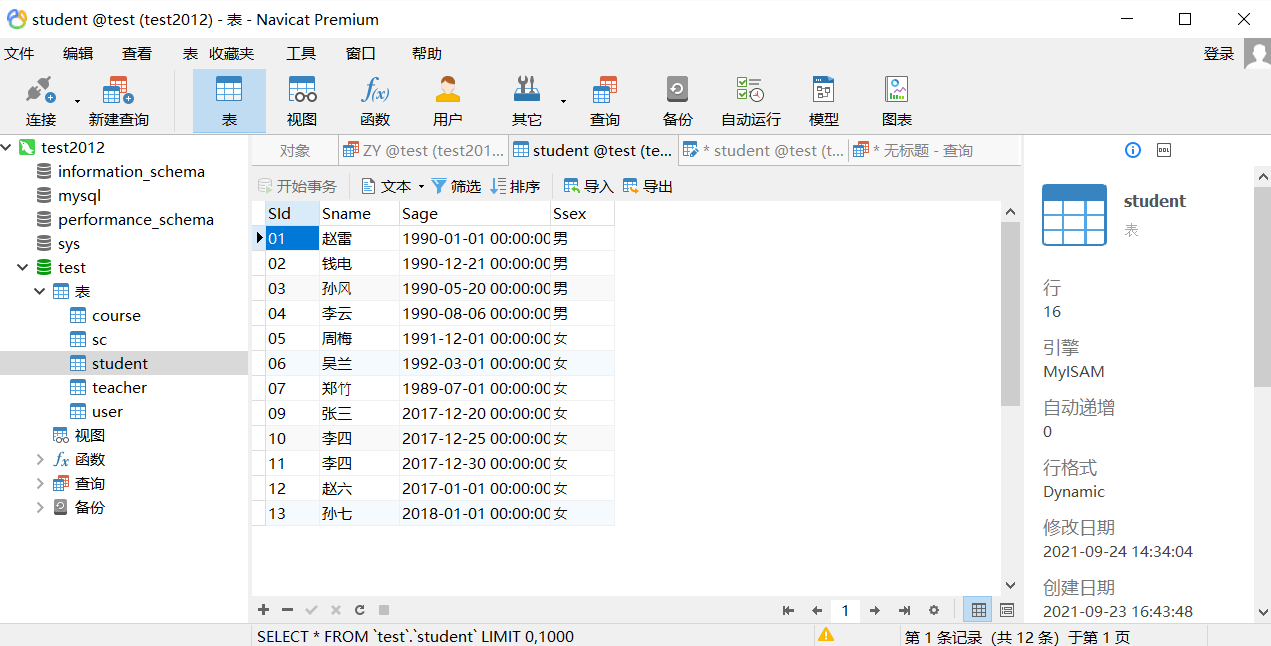 student @test (test2012) - 表 - Navicat Premium
文件 编辑 查看 表 收藏夹 工具 窗口 帮助 登录
连接 新建查询 表 视图 函数 用户 其它 查询 备份 自动运行 模型 图表
对象 ZY @test (test201... student @test (te... * student @test (t... * 无标题 - 查询
开始事务 文本 筛选 排序 导入 导出
test2012
information_schema
mysql
performance_schema
sys
test
表
course
sc
student
teacher
user
视图
函数
查询
备份
SId Sname Sage Ssex
01 赵雷 1990-01-01 00:00:00 男
02 钱电 1990-12-21 00:00:00 男
03 孙风 1990-05-20 00:00:00 男
04 李云 1990-08-06 00:00:00 男
05 周梅 1991-12-01 00:00:00 女
06 吴兰 1992-03-01 00:00:00 女
07 郑竹 1989-07-01 00:00:00 女
09 张三 2017-12-20 00:00:00 女
10 李四 2017-12-25 00:00:00 女
11 李四 2017-12-30 00:00:00 女
12 赵六 2017-01-01 00:00:00 女
13 孙七 2018-01-01 00:00:00 女
1
student
表
行
16
引擎
MyISAM
自动递增
0
行格式
Dynamic
修改日期
2021-09-24 14:34:04
创建日期
2021-09-23 16:43:48
SELECT * FROM `test`.`student` LIMIT 0,1000
第 1 条记录 (共 12 条) 于第 1 页